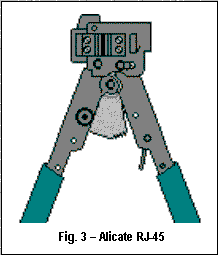 Fig. 3 – Alicate RJ-45